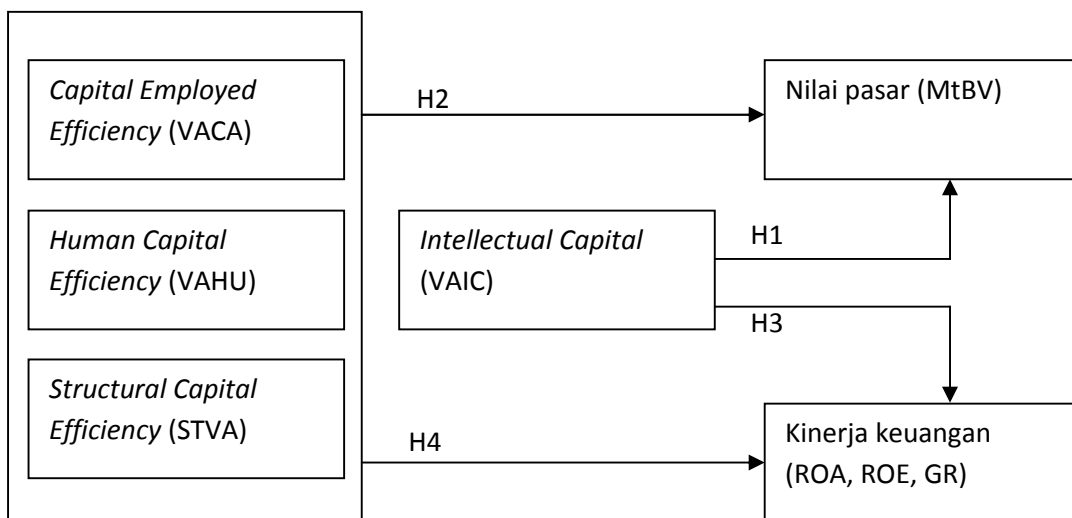 Capital Employed
Efficiency (VACA)
H2
Nilai pasar (MtBV)
Human Capital
Efficiency (VAHU)
Intellectual Capital
(VAIC)
H1
H3
Structural Capital
Efficiency (STVA)
H4
Kinerja keuangan
(ROA, ROE, GR)